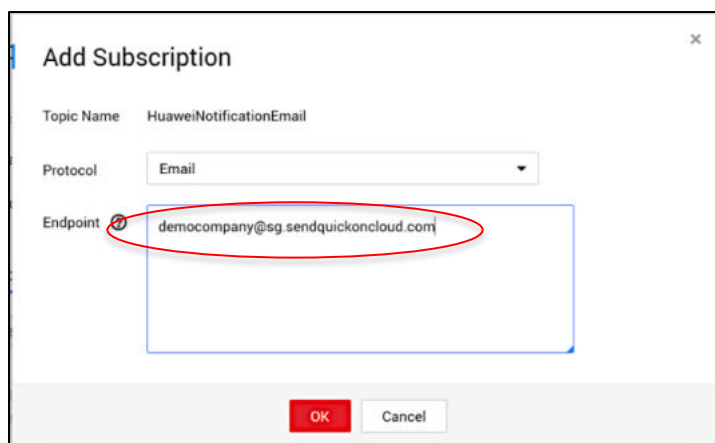 Add Subscription
Topic Name HuaweiNotificationEmail
Protocol Email
Endpoint democompany@sg.sendquickoncloud.com
OK Cancel